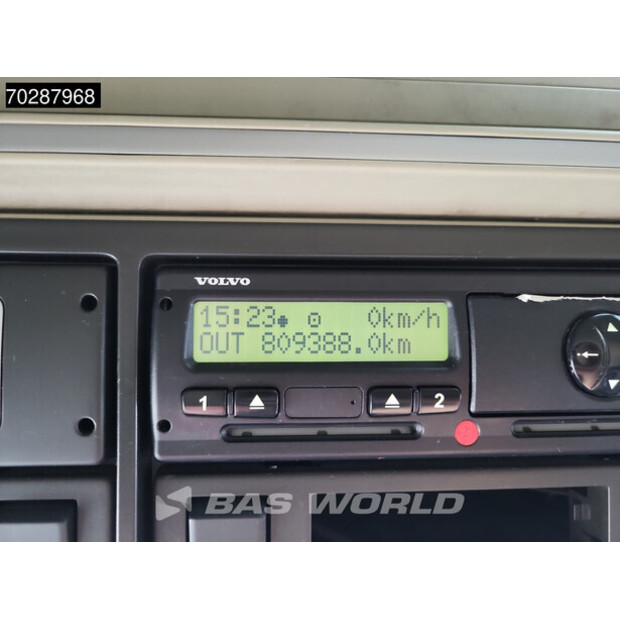 70287968
VOLVO
15:23 0km/h
OUT 809388.0km
1 2
BAS WORLD